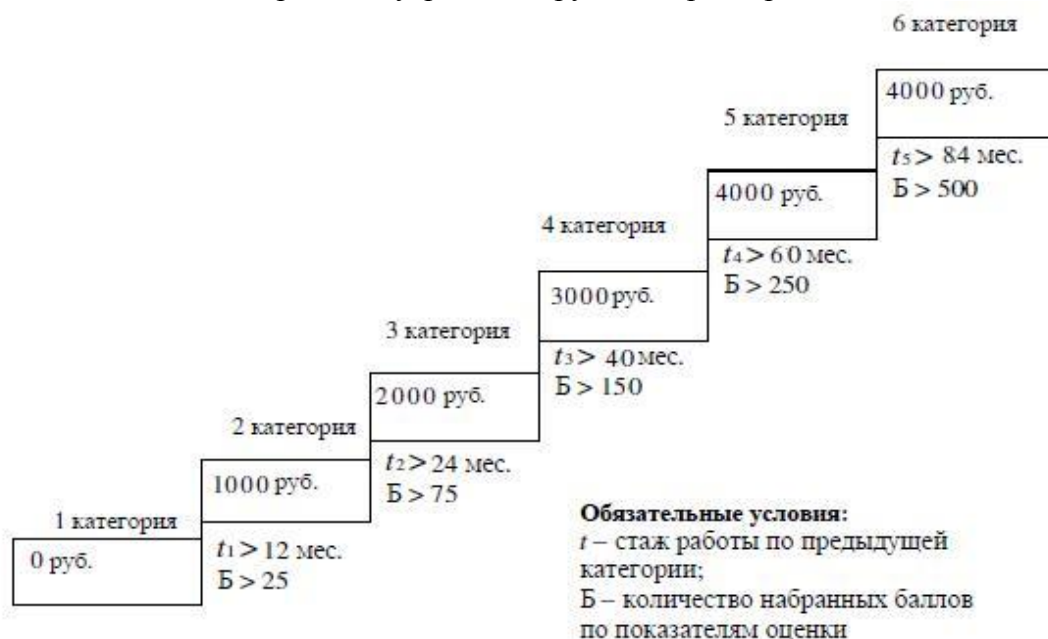 6 категория
4000 руб.
t5 > 84 мес.
Б > 500
5 категория
4000 руб.
t4 > 60 мес.
Б > 250
4 категория
3000 руб.
t3 > 40 мес.
Б > 150
3 категория
2000 руб.
t2 > 24 мес.
Б > 75
2 категория
1000 руб.
t1 > 12 мес.
Б > 25
1 категория
0 руб.
Обязательные условия:
t – стаж работы по предыдущей
категории;
Б – количество набранных баллов
по показателям оценки